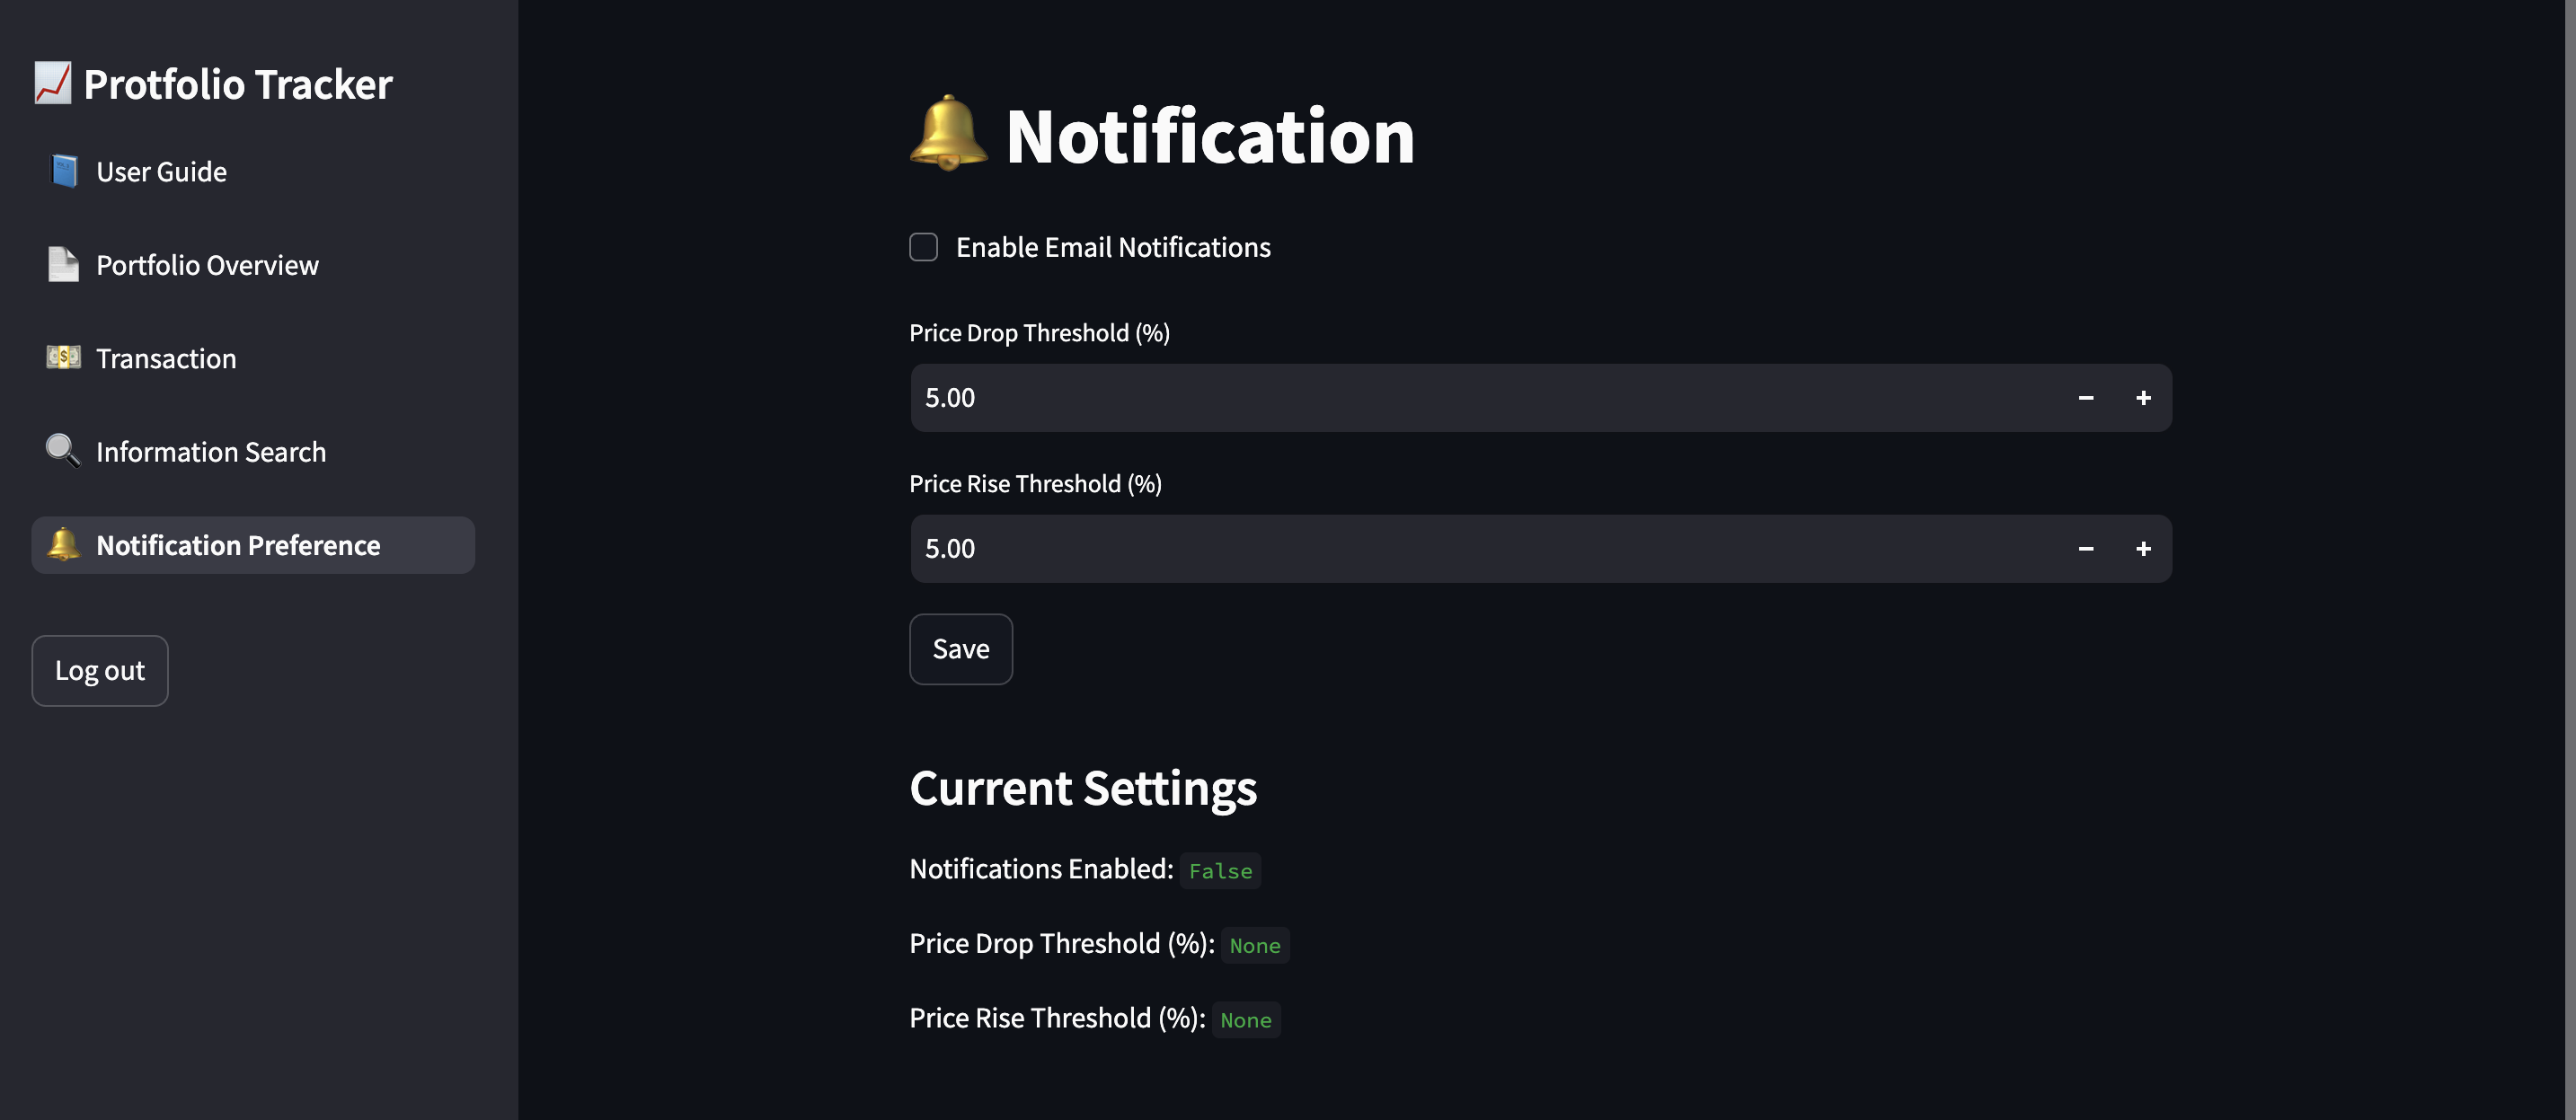 Protfolio Tracker
User Guide
Portfolio Overview
Transaction
Information Search
Notification Preference
Log out
Notification
Enable Email Notifications
Price Drop Threshold (%)
5.00
Price Rise Threshold (%)
5.00
Save
Current Settings
Notifications Enabled: False
Price Drop Threshold (%): None
Price Rise Threshold (%): None